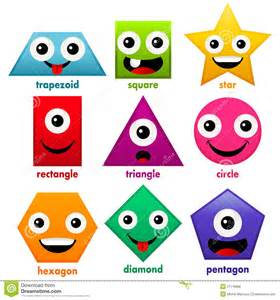 trapezoid square star
rectangle triangle circle
hexagon diamond pentagon
Download from
Dreamstime.com